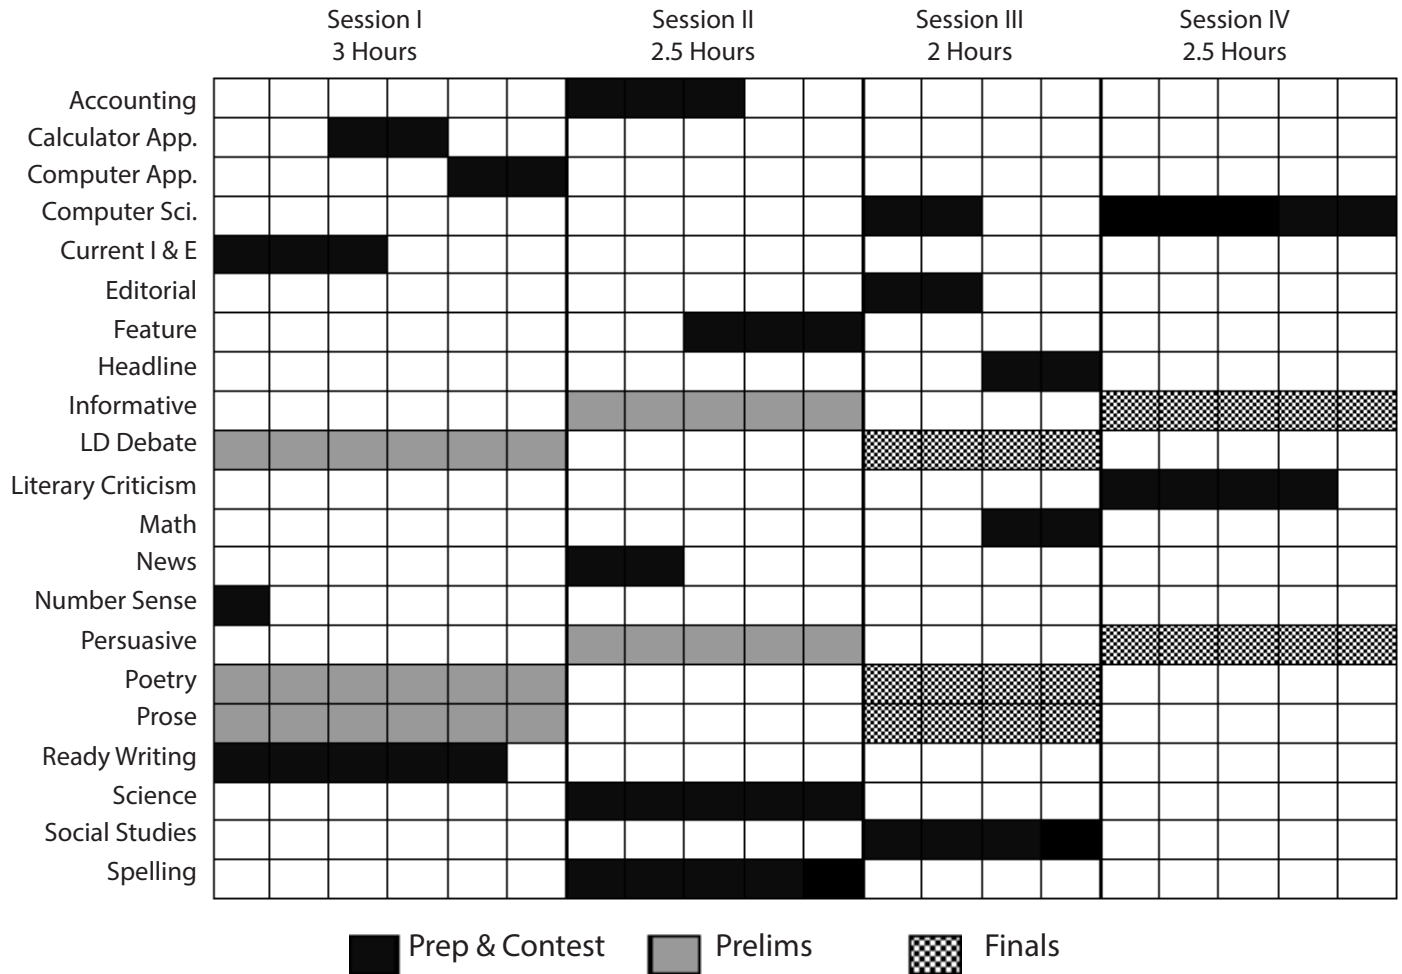 Session I Session II Session III Session IV
3 Hours 2.5 Hours 2 Hours 2.5 Hours
Accounting
Calculator App.
Computer App.
Computer Sci.
Current I & E
Editorial
Feature
Headline
Informative
LD Debate
Literary Criticism
Math
News
Number Sense
Persuasive
Poetry
Prose
Ready Writing
Science
Social Studies
Spelling
Prep & Contest Prelims Finals